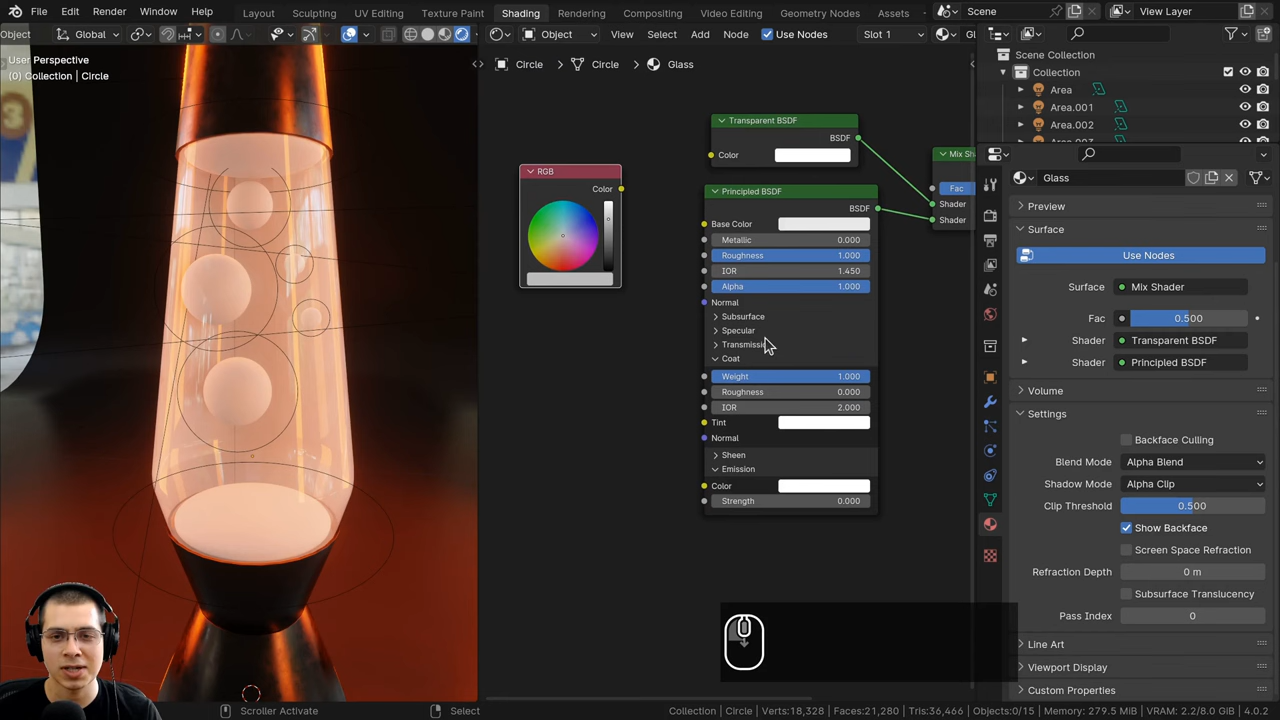 File Edit Render Window Help Layout Sculpting UV Editing Texture Paint Shading Rendering Compositing Video Editing Geometry Nodes Assets Scene View Layer
Object Global Object View Select Add Node Use Nodes Slot 1 Gl
User Perspective
(0) Collection | Circle
Circle > Circle > Glass
Scene Collection
Collection
Area
Area.001
Area.002
Transparent BSDF
BSDF
Color
RGB
Color
Principled BSDF
BSDF
Base Color
Metallic 0.000
Roughness 1.000
IOR 1.450
Alpha 1.000
Normal
Subsurface
Specular
Transmission
Coat
Weight 1.000
Roughness 0.000
IOR 2.000
Tint
Normal
Sheen
Emission
Color
Strength 0.000
Mix Sha
Fac
Shader
Shader
Glass
Preview
Surface
Use Nodes
Surface Mix Shader
Fac 0.500
Shader Transparent BSDF
Shader Principled BSDF
Volume
Settings
Backface Culling
Blend Mode Alpha Blend
Shadow Mode Alpha Clip
Clip Threshold 0.500
Show Backface
Screen Space Refraction
Refraction Depth 0 m
Subsurface Translucency
Pass Index 0
Line Art
Viewport Display
Custom Properties
Scroller Activate Select Collection | Circle | Verts:18,328 | Faces:21,280 | Tris:36,466 | Objects:0/15 | Memory: 279.5 MiB | VRAM: 2.2/8.0 GiB | 4.0.2